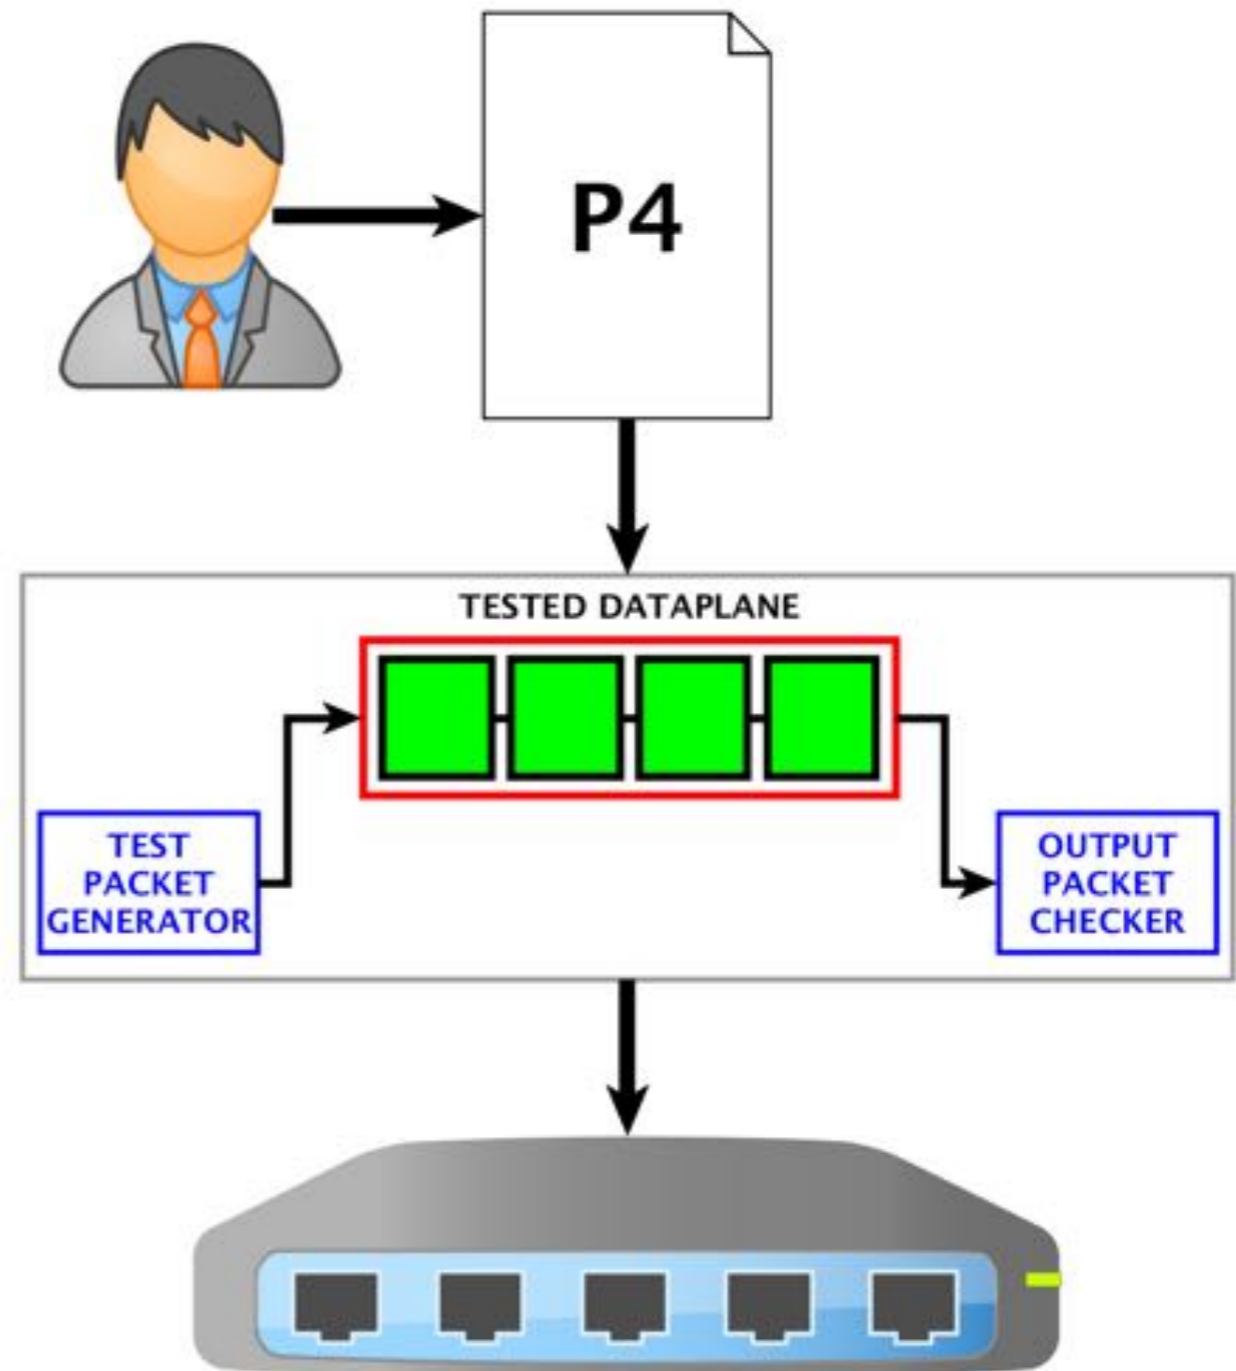 P4
TESTED DATAPLANE
TEST
PACKET
GENERATOR
OUTPUT
PACKET
CHECKER